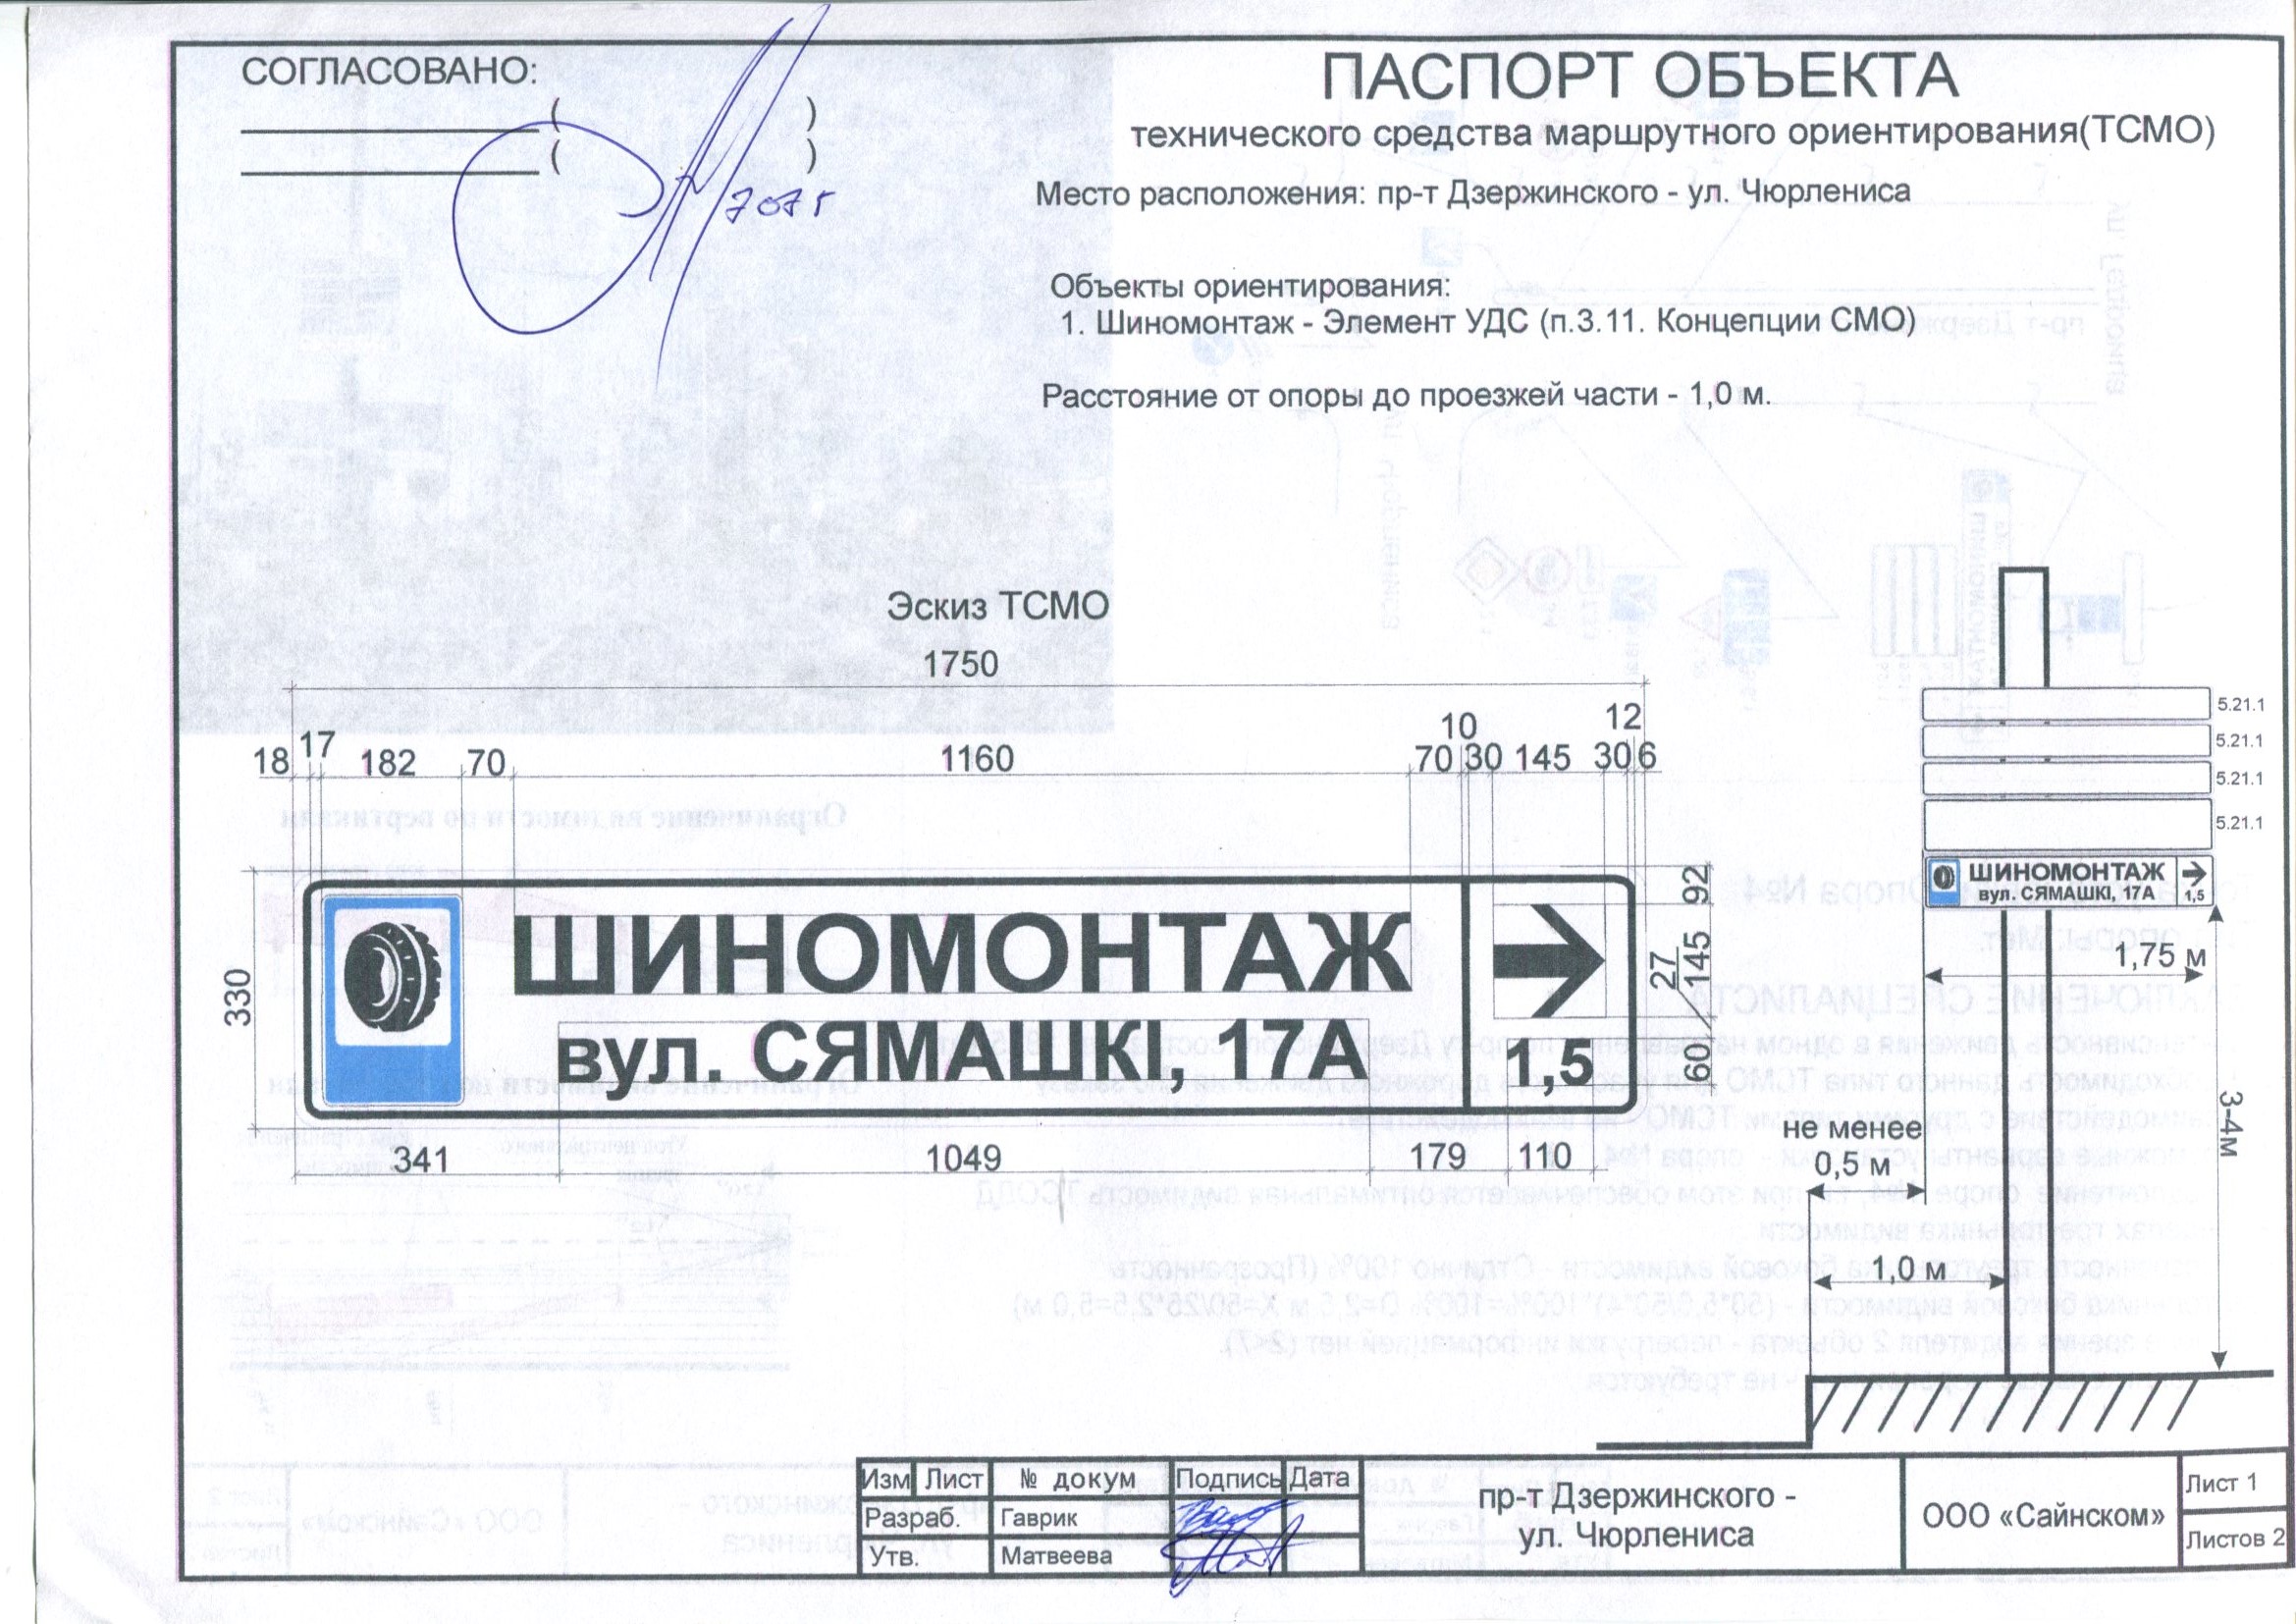 СОГЛАСОВАНО:
( )
( )
ПАСПОРТ ОБЪЕКТА
технического средства маршрутного ориентирования(ТСМО)
Место расположения: пр-т Дзержинского - ул. Чюрлениса
Объекты ориентирования:
1. Шиномонтаж - Элемент УДС (п.3.11. Концепции СМО)
Расстояние от опоры до проезжей части - 1,0 м.
Эскиз ТСМО
1750
18 17 182 70 1160 70 10 30 145 30 12 6
330
ШИНОМОНТАЖ
вул. СЯМАШКІ, 17А
1,5
92
27
145
66
341 1049 179 110
5.21.1
5.21.1
5.21.1
5.21.1
ШИНОМОНТАЖ
вул. СЯМАШКІ, 17А
1,5
1,75 м
3-4м
не менее
0,5 м
1,0 м
Изм Лист № докум Подпись Дата
Разраб. Гаврик
Утв. Матвеева
пр-т Дзержинского -
ул. Чюрлениса
ООО «Сайнском»
Лист 1
Листов 2